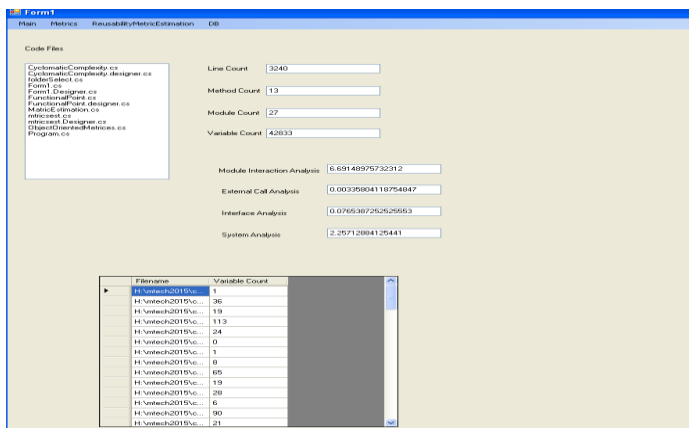 Form1
Main Metrics ReusabilityMetricEstimation DB
Code Files
CyclomaticComplexity.cs
CyclomaticComplexity.designer.cs
folderSelect.cs
Form1.cs
Form1.Designer.cs
FunctionalPoint.cs
FunctionalPoint.designer.cs
MatricEstimation.cs
mtricsest.cs
mtricsest.Designer.cs
ObjectOrientedMetrices.cs
Program.cs
Line Count 3240
Method Count 13
Module Count 27
Variable Count 42833
Module Interaction Analysis 6.69148975732312
External Call Analysis 0.00335804118754847
Interface Analysis 0.0765387252525553
System Analysis 2.25712884125441
Filename Variable Count
H:\mtech2015\c... 1
H:\mtech2015\c... 36
H:\mtech2015\c... 19
H:\mtech2015\c... 113
H:\mtech2015\c... 24
H:\mtech2015\c... 0
H:\mtech2015\c... 1
H:\mtech2015\c... 8
H:\mtech2015\c... 65
H:\mtech2015\c... 19
H:\mtech2015\c... 28
H:\mtech2015\c... 6
H:\mtech2015\c... 90
H:\mtech2015\c... 21